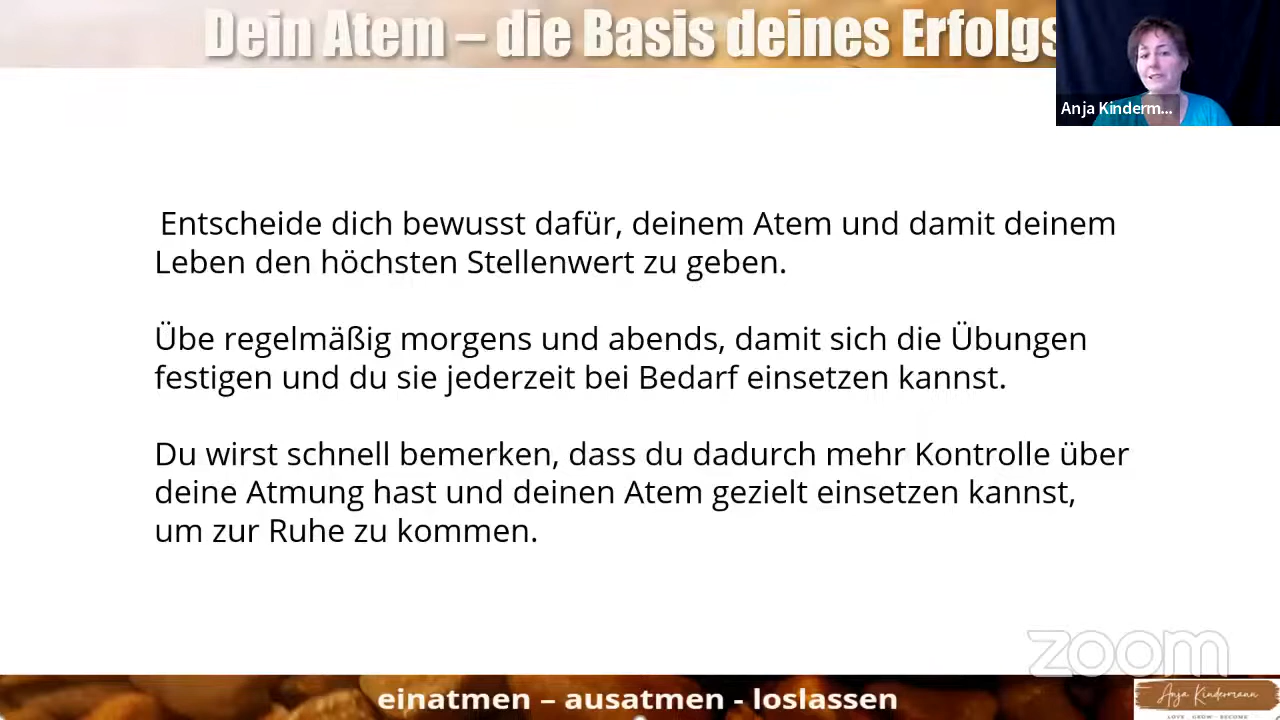 Dein Atem – die Basis deines Erfolgs
Anja Kinderm...
Entscheide dich bewusst dafür, deinem Atem und damit deinem
Leben den höchsten Stellenwert zu geben.
Übe regelmäßig morgens und abends, damit sich die Übungen
festigen und du sie jederzeit bei Bedarf einsetzen kannst.
Du wirst schnell bemerken, dass du dadurch mehr Kontrolle über
deine Atmung hast und deinen Atem gezielt einsetzen kannst,
um zur Ruhe zu kommen.
zoom
einatmen – ausatmen - loslassen
Anja Kindermann
LOVE . GROW . BECOME